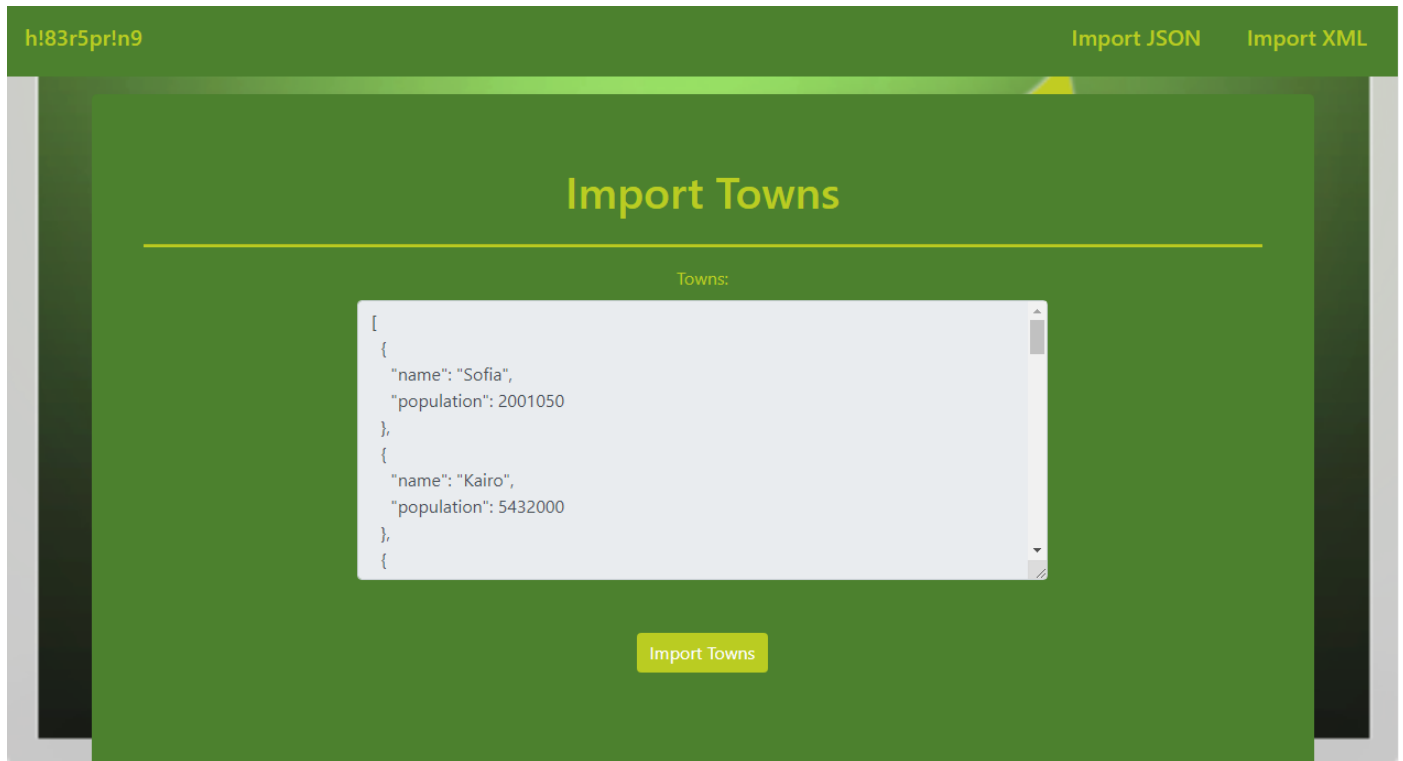 h!83r5pr!n9
Import JSON
Import XML
Import Towns
Towns:
[
{
"name": "Sofia",
"population": 2001050
},
{
"name": "Kairo",
"population": 5432000
},
{
Import Towns